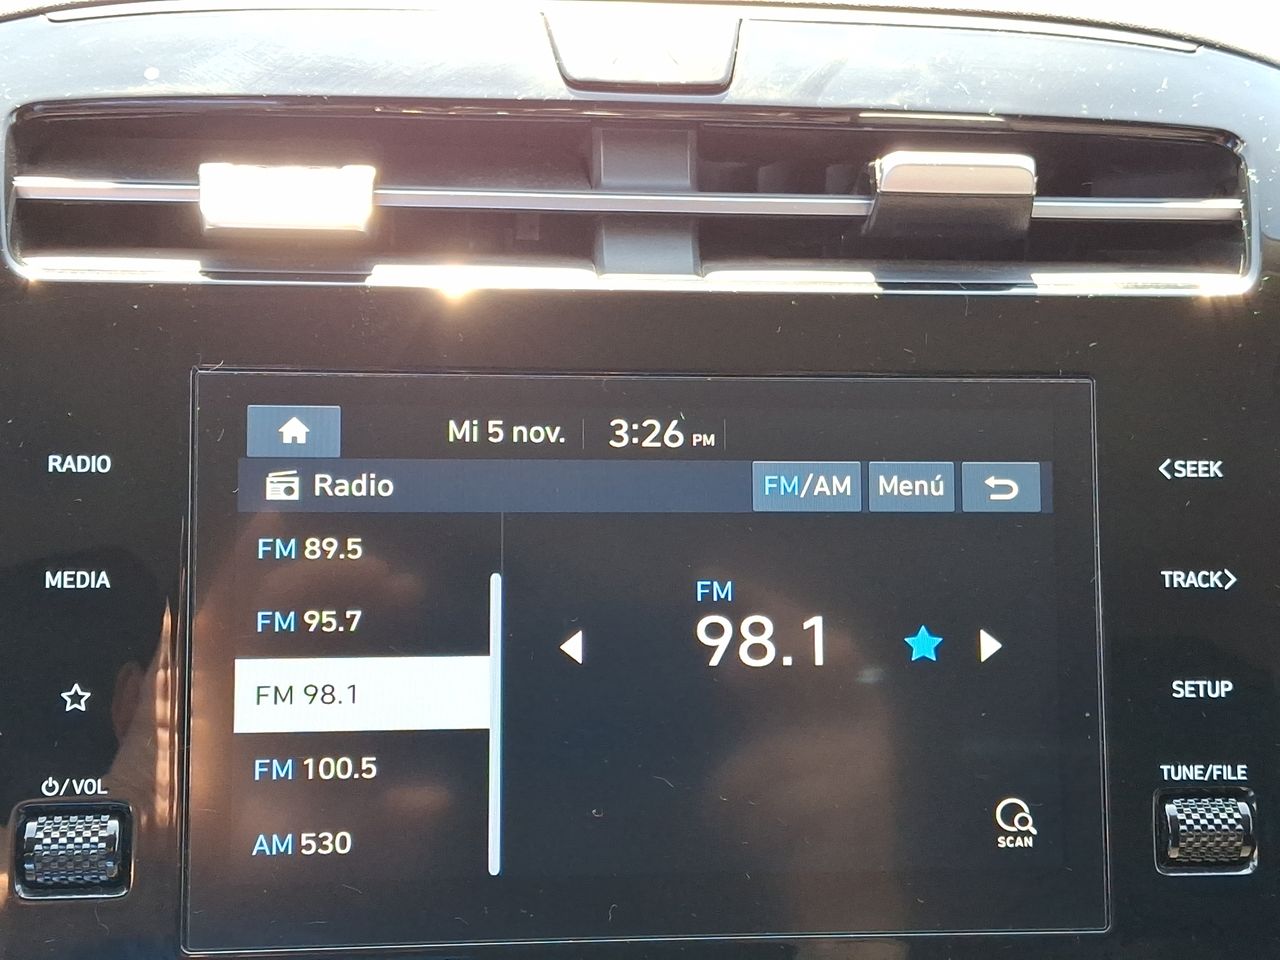 Mi 5 nov. 3:26 PM
RADIO
<SEEK
Radio FM/AM Menú
FM 89.5
MEDIA
TRACK>
FM
FM 95.7
98.1
FM 98.1
SETUP
FM 100.5
/VOL
TUNE/FILE
AM 530
SCAN